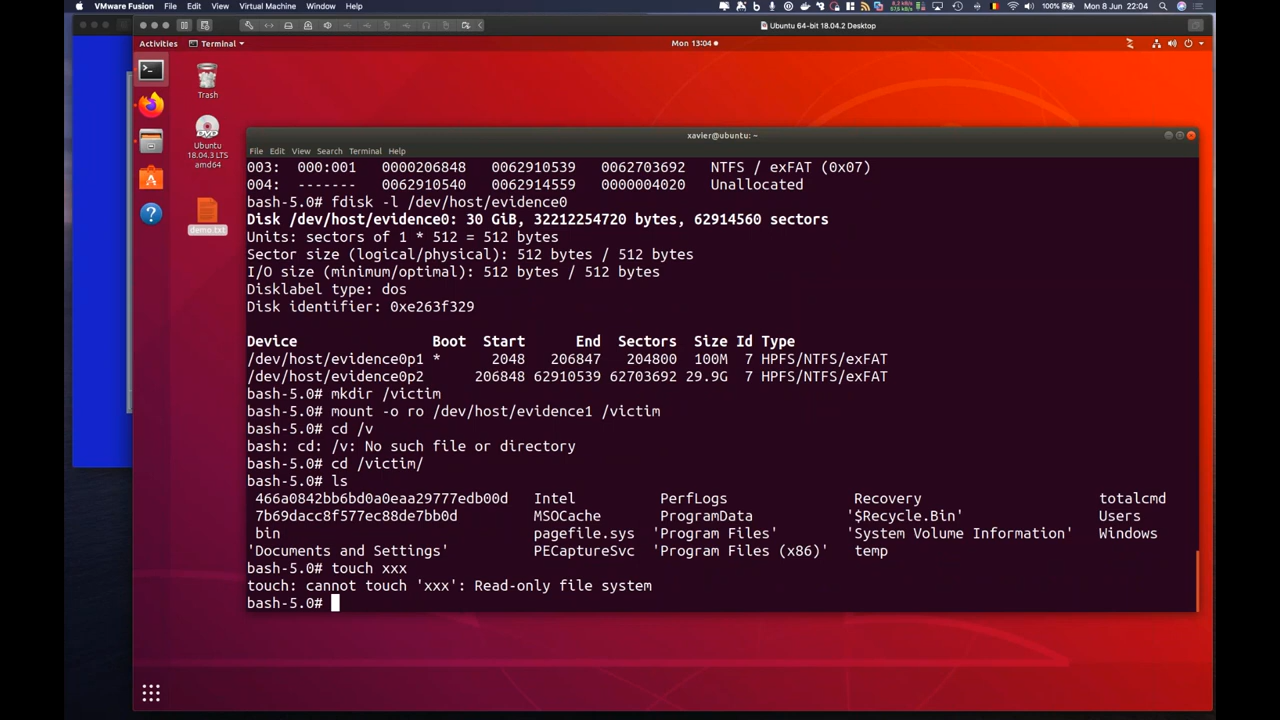 VMware Fusion File Edit View Virtual Machine Window Help 100% Mon 8 Jun 22:04
Ubuntu 64-bit 18.04.2 Desktop
Activities Terminal Mon 13:04
Trash
Ubuntu
18.04.3 LTS
amd64
demo.txt
xavier@ubuntu: ~
File Edit View Search Terminal Help
003: 000:001 0000206848 0062910539 0062703692 NTFS / exFAT (0x07)
004: ------- 0062910540 0062914559 0000004020 Unallocated
bash-5.0# fdisk -l /dev/host/evidence0
Disk /dev/host/evidence0: 30 GiB, 32212254720 bytes, 62914560 sectors
Units: sectors of 1 * 512 = 512 bytes
Sector size (logical/physical): 512 bytes / 512 bytes
I/O size (minimum/optimal): 512 bytes / 512 bytes
Disklabel type: dos
Disk identifier: 0xe263f329
Device Boot Start End Sectors Size Id Type
/dev/host/evidence0p1 * 2048 206847 204800 100M 7 HPFS/NTFS/exFAT
/dev/host/evidence0p2 206848 62910539 62703692 29.9G 7 HPFS/NTFS/exFAT
bash-5.0# mkdir /victim
bash-5.0# mount -o ro /dev/host/evidence1 /victim
bash-5.0# cd /v
bash: cd: /v: No such file or directory
bash-5.0# cd /victim/
bash-5.0# ls
466a0842bb6bd0a0eaa29777edb00d Intel PerfLogs Recovery totalcmd
7b69dacc8f577ec88de7bb0d MSOCache ProgramData '$Recycle.Bin' Users
bin pagefile.sys 'Program Files' 'System Volume Information' Windows
'Documents and Settings' PECaptureSvc 'Program Files (x86)' temp
bash-5.0# touch xxx
touch: cannot touch 'xxx': Read-only file system
bash-5.0#